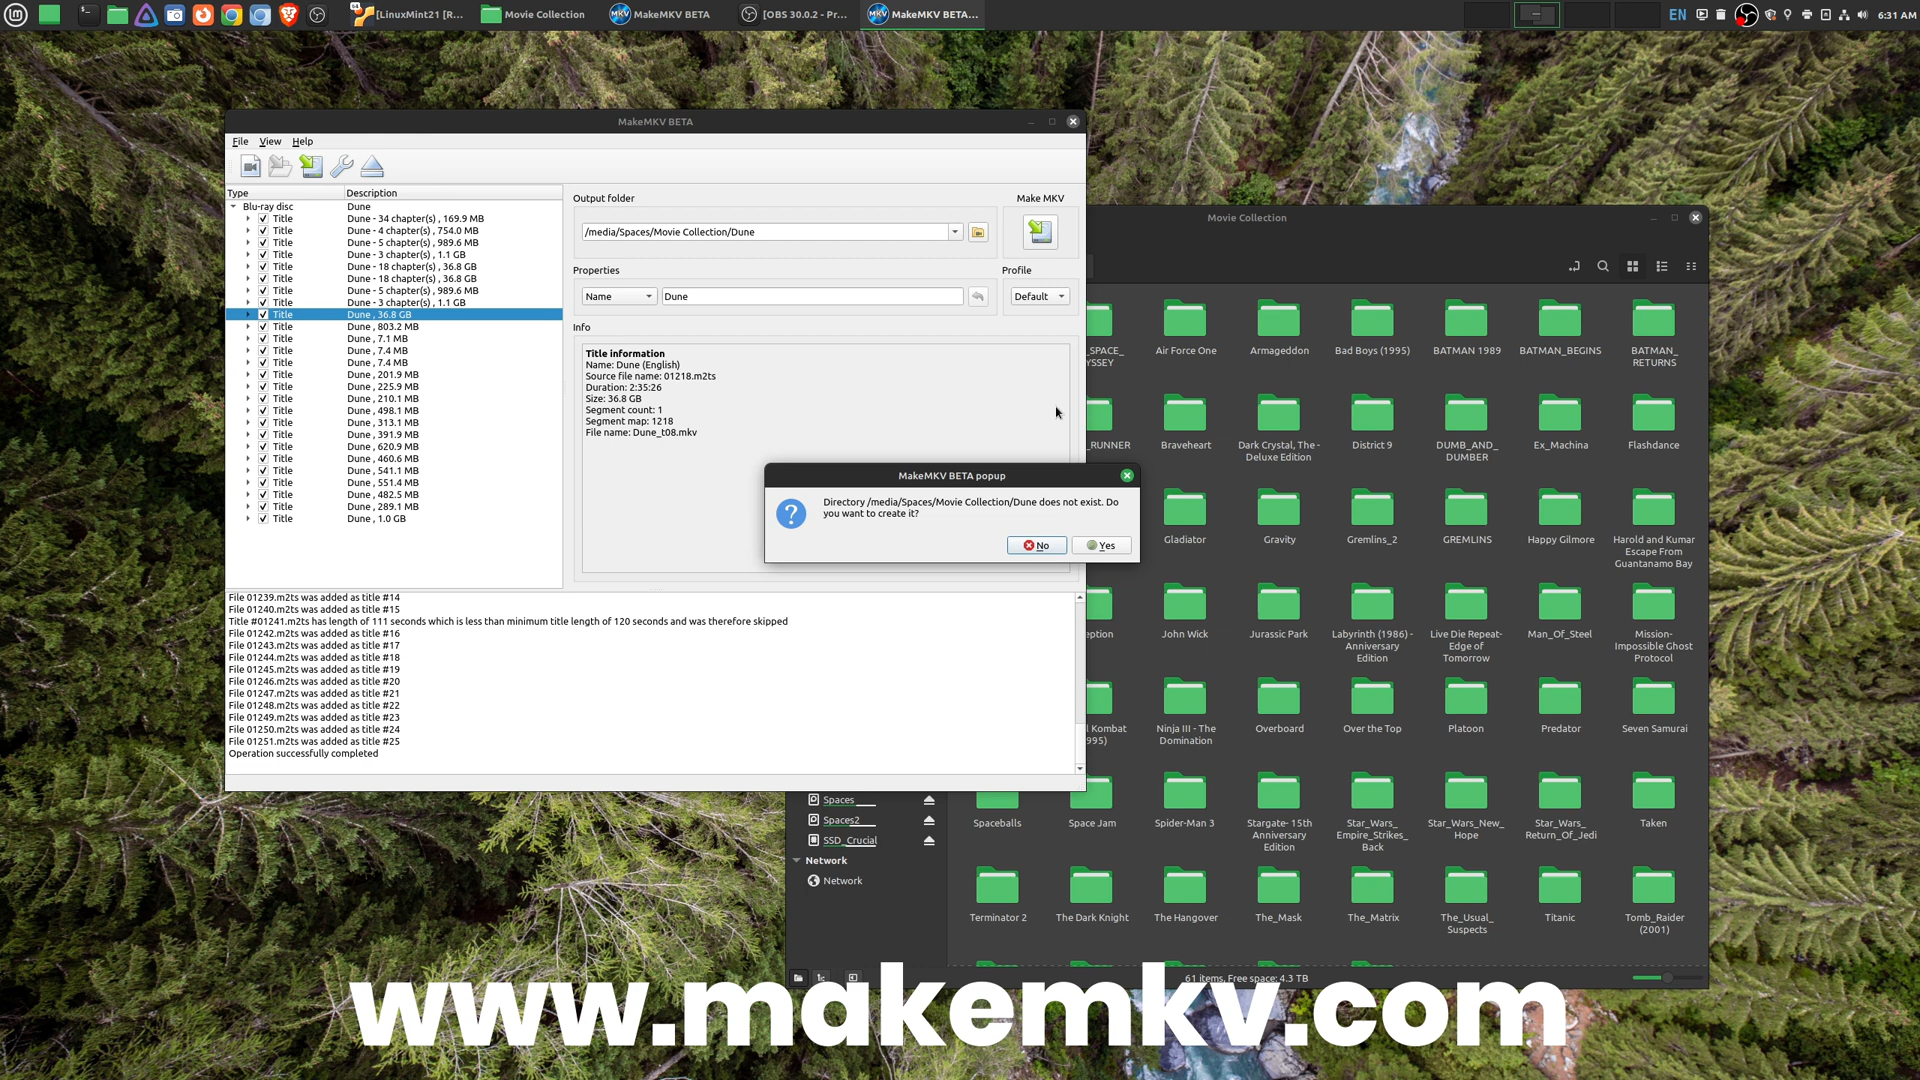 [LinuxMint21 [R...
Movie Collection
MakeMKV BETA
[OBS 30.0.2 - Pr...
MakeMKV BETA...
EN
6:31 AM
MakeMKV BETA
File View Help
Type Description
Blu-ray disc Dune
Title Dune - 34 chapter(s) , 169.9 MB
Title Dune - 4 chapter(s) , 754.0 MB
Title Dune - 5 chapter(s) , 989.6 MB
Title Dune - 3 chapter(s) , 1.1 GB
Title Dune - 18 chapter(s) , 36.8 GB
Title Dune - 18 chapter(s) , 36.8 GB
Title Dune - 5 chapter(s) , 989.6 MB
Title Dune - 3 chapter(s) , 1.1 GB
Title Dune , 36.8 GB
Title Dune , 803.2 MB
Title Dune , 7.1 MB
Title Dune , 7.4 MB
Title Dune , 7.4 MB
Title Dune , 201.9 MB
Title Dune , 225.9 MB
Title Dune , 210.1 MB
Title Dune , 498.1 MB
Title Dune , 313.1 MB
Title Dune , 391.9 MB
Title Dune , 620.9 MB
Title Dune , 460.6 MB
Title Dune , 541.1 MB
Title Dune , 551.4 MB
Title Dune , 482.5 MB
Title Dune , 289.1 MB
Title Dune , 1.0 GB
Output folder
/media/Spaces/Movie Collection/Dune
Make MKV
Properties
Name
Dune
Profile
Default
Info
Title information
Name: Dune (English)
Source file name: 01218.m2ts
Duration: 2:35:26
Size: 36.8 GB
Segment count: 1
Segment map: 1218
File name: Dune_t08.mkv
MakeMKV BETA popup
Directory /media/Spaces/Movie Collection/Dune does not exist. Do
you want to create it?
No
Yes
File 01239.m2ts was added as title #14
File 01240.m2ts was added as title #15
Title #01241.m2ts has length of 111 seconds which is less than minimum title length of 120 seconds and was therefore skipped
File 01242.m2ts was added as title #16
File 01243.m2ts was added as title #17
File 01244.m2ts was added as title #18
File 01245.m2ts was added as title #19
File 01246.m2ts was added as title #20
File 01247.m2ts was added as title #21
File 01248.m2ts was added as title #22
File 01249.m2ts was added as title #23
File 01250.m2ts was added as title #24
File 01251.m2ts was added as title #25
Operation successfully completed
Movie Collection
_SPACE_
YSSEY
Air Force One
Armageddon
Bad Boys (1995)
BATMAN 1989
BATMAN_BEGINS
BATMAN_
RETURNS
_RUNNER
Braveheart
Dark Crystal, The -
Deluxe Edition
District 9
DUMB_AND_
DUMBER
Ex_Machina
Flashdance
Gladiator
Gravity
Gremlins_2
GREMLINS
Happy Gilmore
Harold and Kumar
Escape From
Guantanamo Bay
eption
John Wick
Jurassic Park
Labyrinth (1986) -
Anniversary
Edition
Live Die Repeat-
Edge of
Tomorrow
Man_Of_Steel
Mission-
Impossible Ghost
Protocol
l Kombat
995)
Ninja III - The
Domination
Overboard
Over the Top
Platoon
Predator
Seven Samurai
Spaceballs
Space Jam
Spider-Man 3
Stargate- 15th
Anniversary
Edition
Star_Wars_
Empire_Strikes_
Back
Star_Wars_New_
Hope
Star_Wars_
Return_Of_Jedi
Taken
Terminator 2
The Dark Knight
The Hangover
The_Mask
The_Matrix
The_Usual_
Suspects
Titanic
Tomb_Raider
(2001)
Spaces
Spaces2
SSD_Crucial
Network
Network
61 items, Free space: 4.3 TB
www.makemkv.com